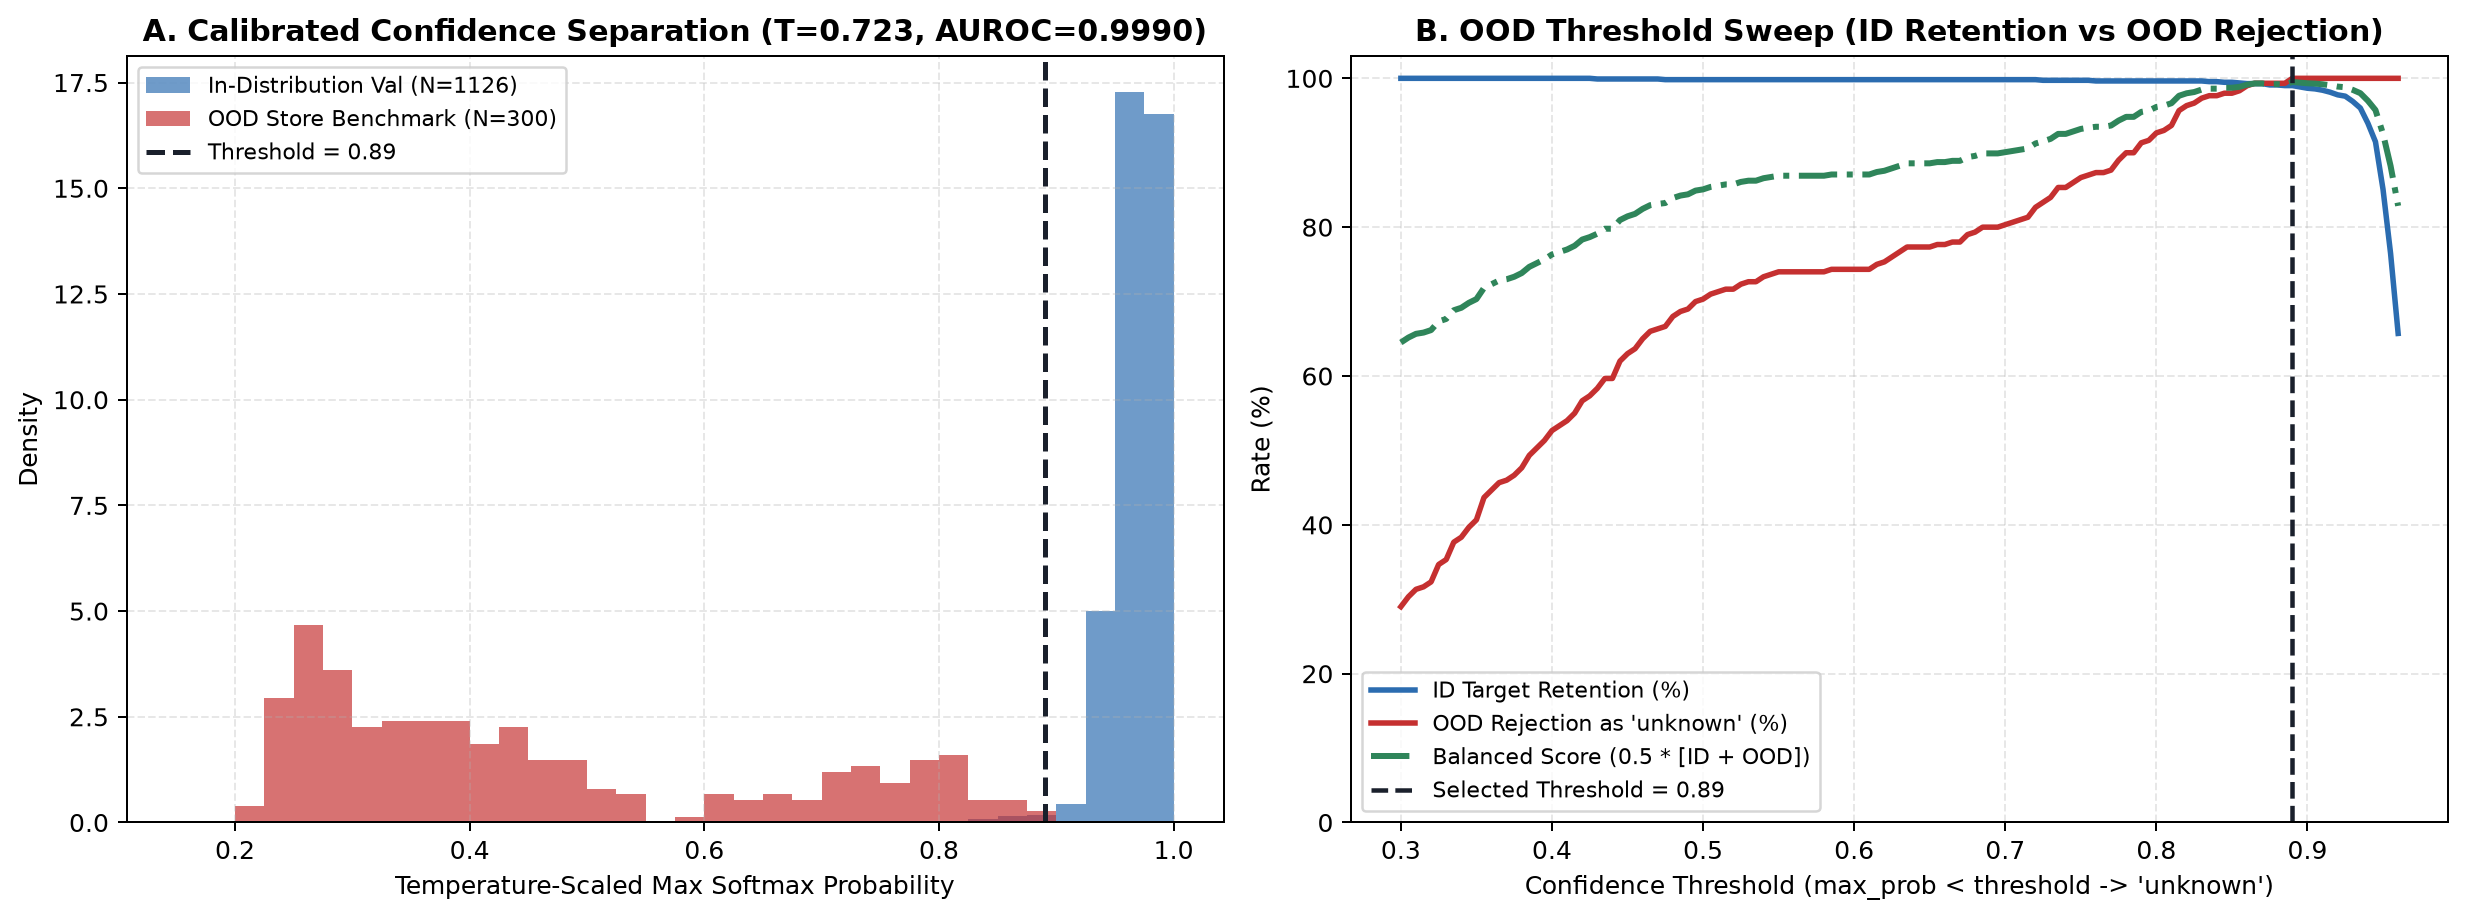 A. Calibrated Confidence Separation (T=0.723, AUROC=0.9990)
In-Distribution Val (N=1126)
OOD Store Benchmark (N=300)
Threshold = 0.89
17.5
15.0
12.5
10.0
7.5
5.0
2.5
0.0
Density
0.2 0.4 0.6 0.8 1.0
Temperature-Scaled Max Softmax Probability
B. OOD Threshold Sweep (ID Retention vs OOD Rejection)
100
80
60
40
20
0
Rate (%)
ID Target Retention (%)
OOD Rejection as 'unknown' (%)
Balanced Score (0.5 * [ID + OOD])
Selected Threshold = 0.89
0.3 0.4 0.5 0.6 0.7 0.8 0.9
Confidence Threshold (max_prob < threshold -> 'unknown')